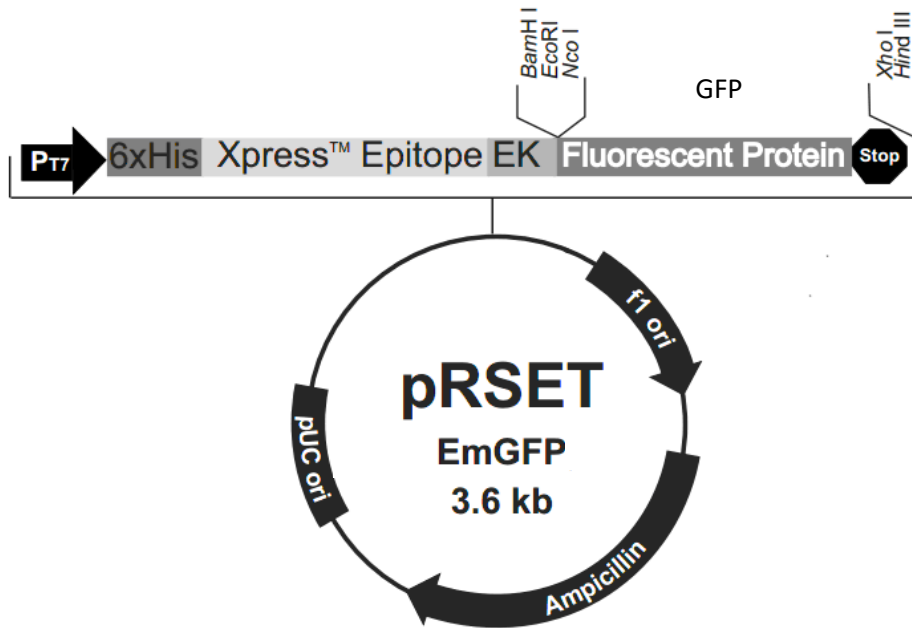 BamH I
EcoRI
Nco I
GFP
Xho I
Hind III
PT7 6xHis Xpress™ Epitope EK Fluorescent Protein Stop
f1 ori
pRSET
EmGFP
3.6 kb
pUC ori
Ampicillin